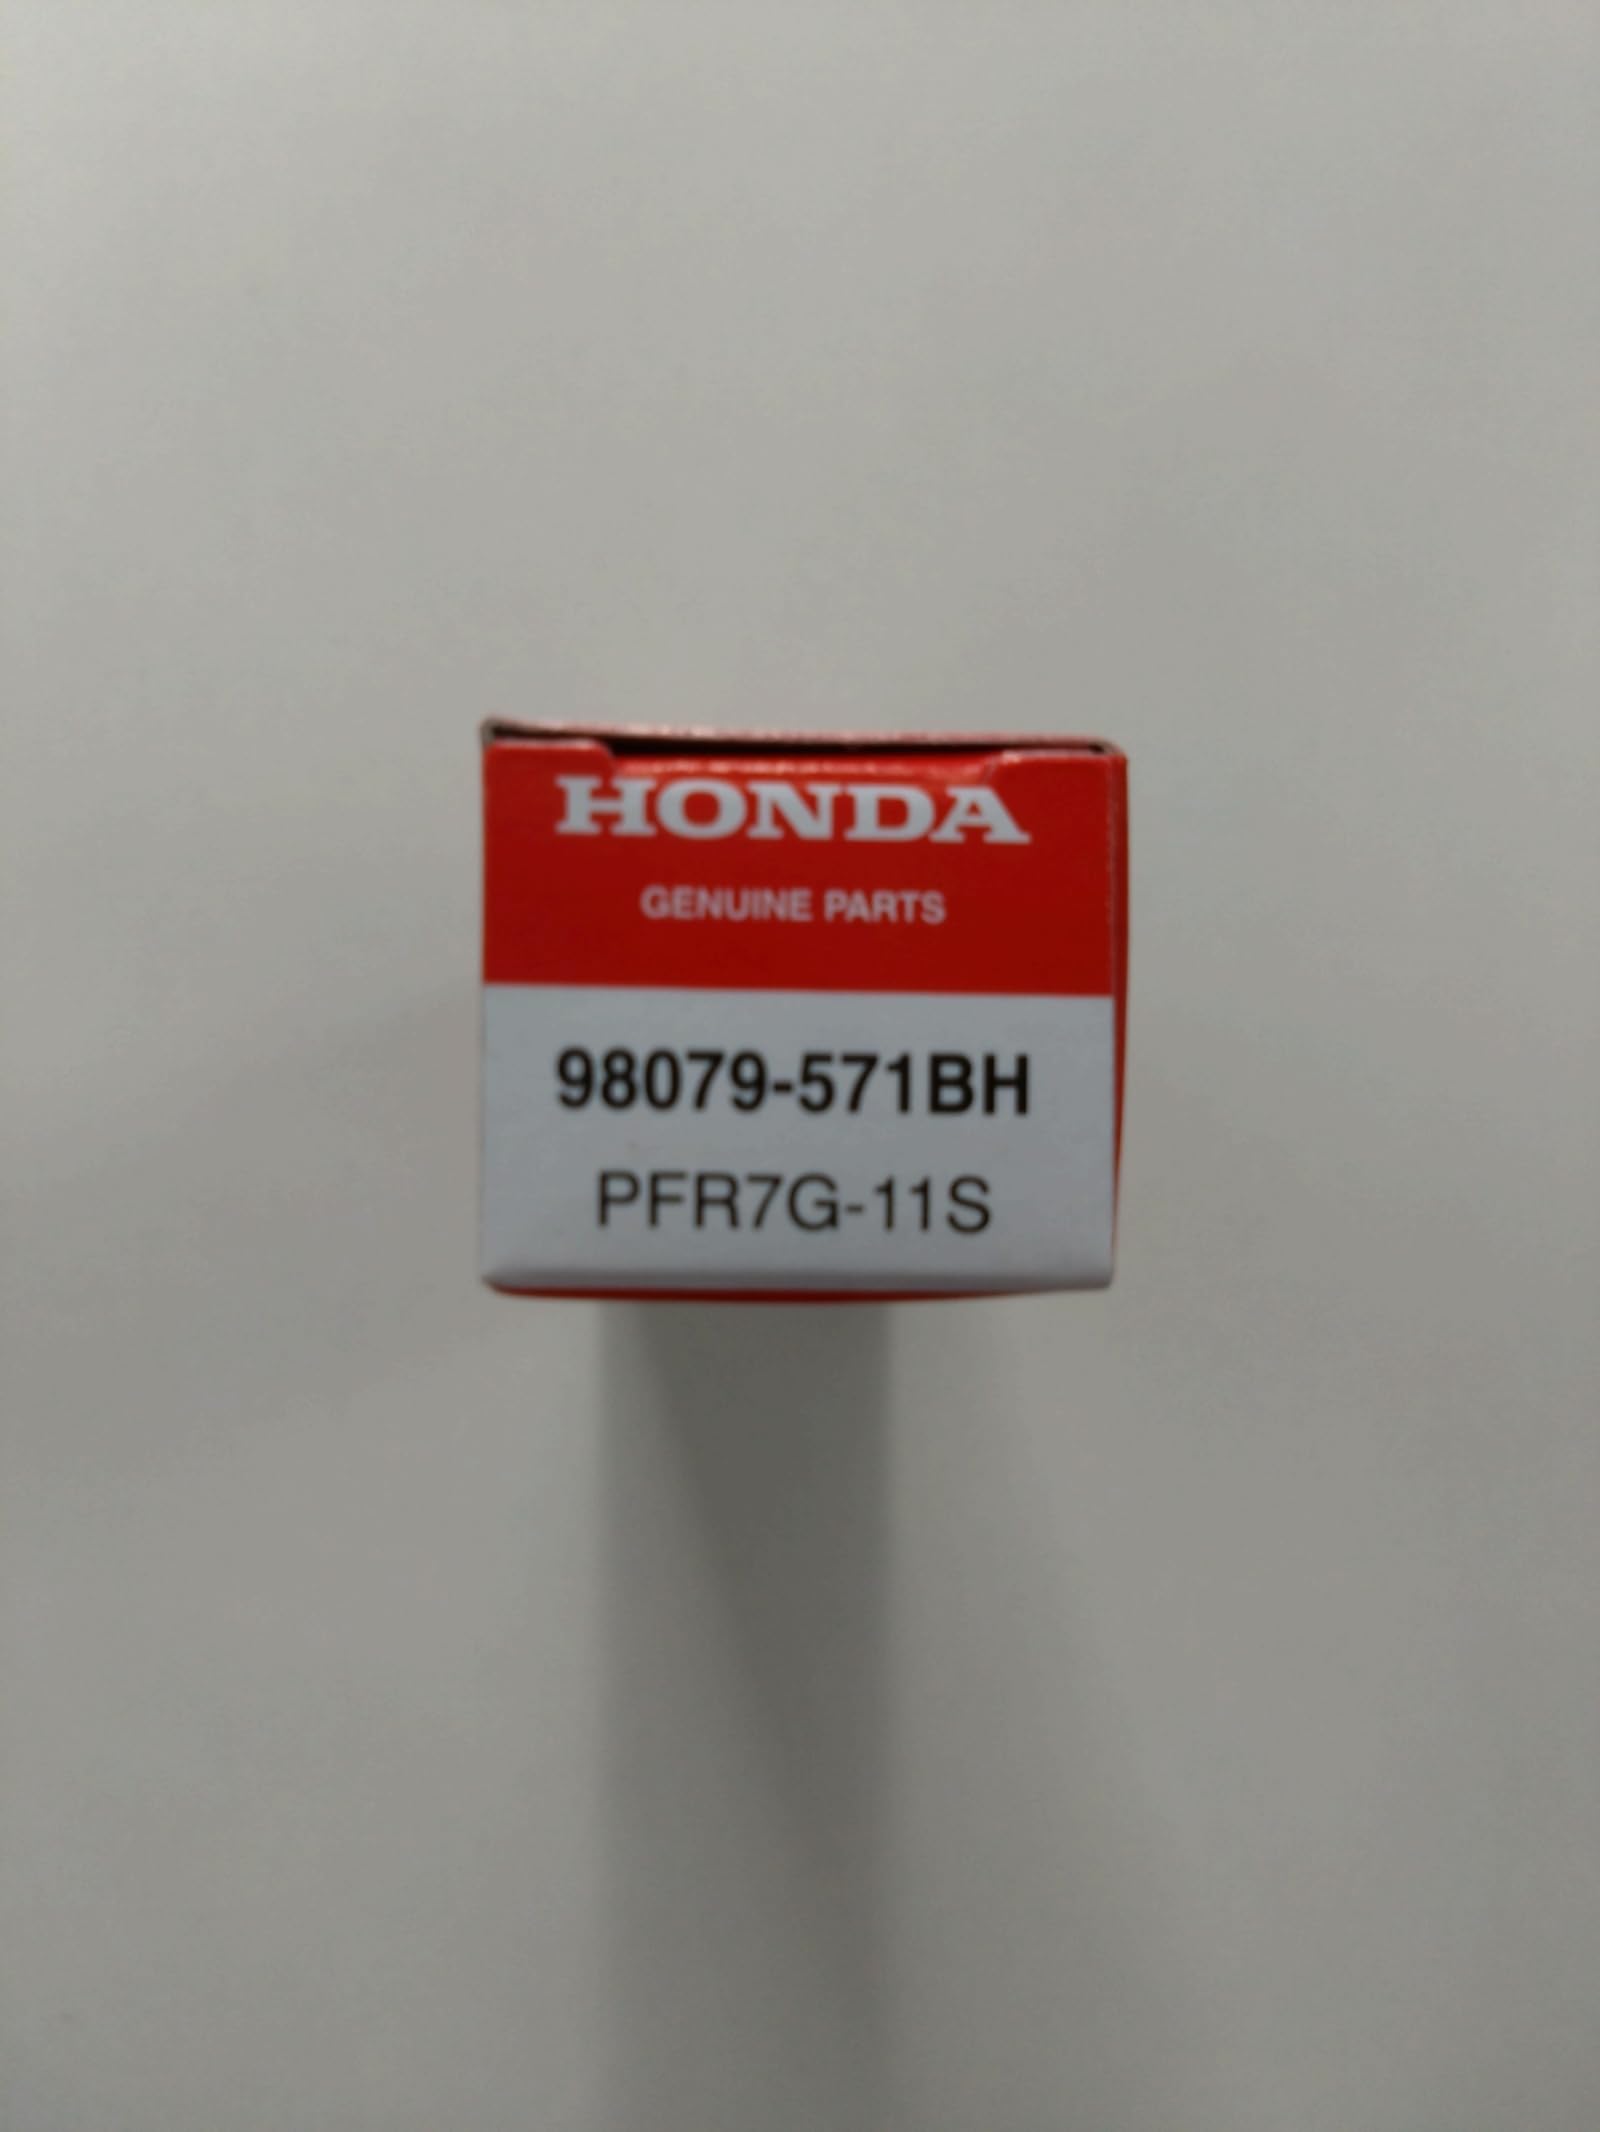 HONDA
GENUINE PARTS
98079-571BH
PFR7G-11S